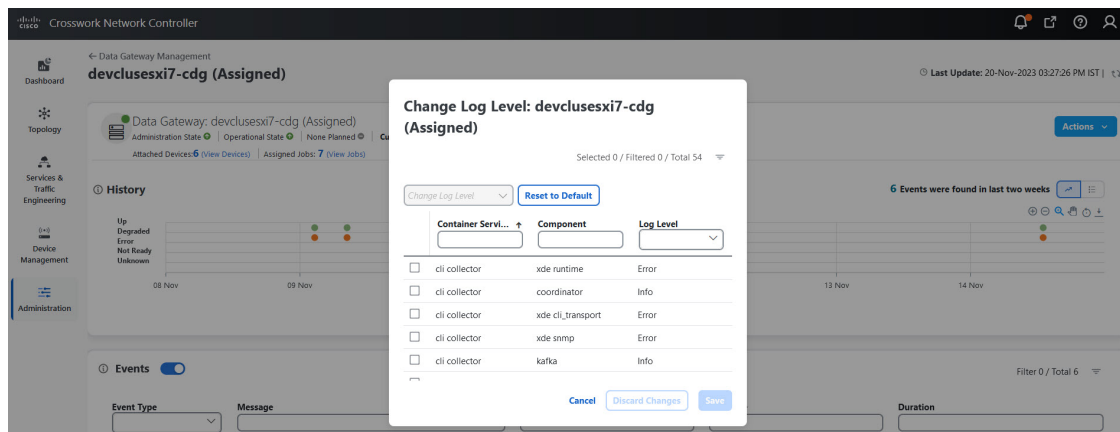 cisco Crosswork Network Controller
← Data Gateway Management
devclusesxi7-cdg (Assigned)
Last Update: 20-Nov-2023 03:27:26 PM IST |
Dashboard
Topology
Services &
Traffic
Engineering
Device
Management
Administration
Data Gateway: devclusesxi7-cdg (Assigned)
Administration State | Operational State | None Planned | Cu
Attached Devices:6 (View Devices) | Assigned Jobs: 7 (View Jobs)
Actions
History
6 Events were found in last two weeks
Up
Degraded
Error
Not Ready
Unknown
08 Nov 09 Nov 13 Nov 14 Nov
Events
Filter 0 / Total 6
Event Type Message Duration
Change Log Level: devclusesxi7-cdg
(Assigned)
Selected 0 / Filtered 0 / Total 54
Change Log Level Reset to Default
Container Servi... ↑ Component Log Level
cli collector xde runtime Error
cli collector coordinator Info
cli collector xde cli_transport Error
cli collector xde snmp Error
cli collector kafka Info
Cancel Discard Changes Save